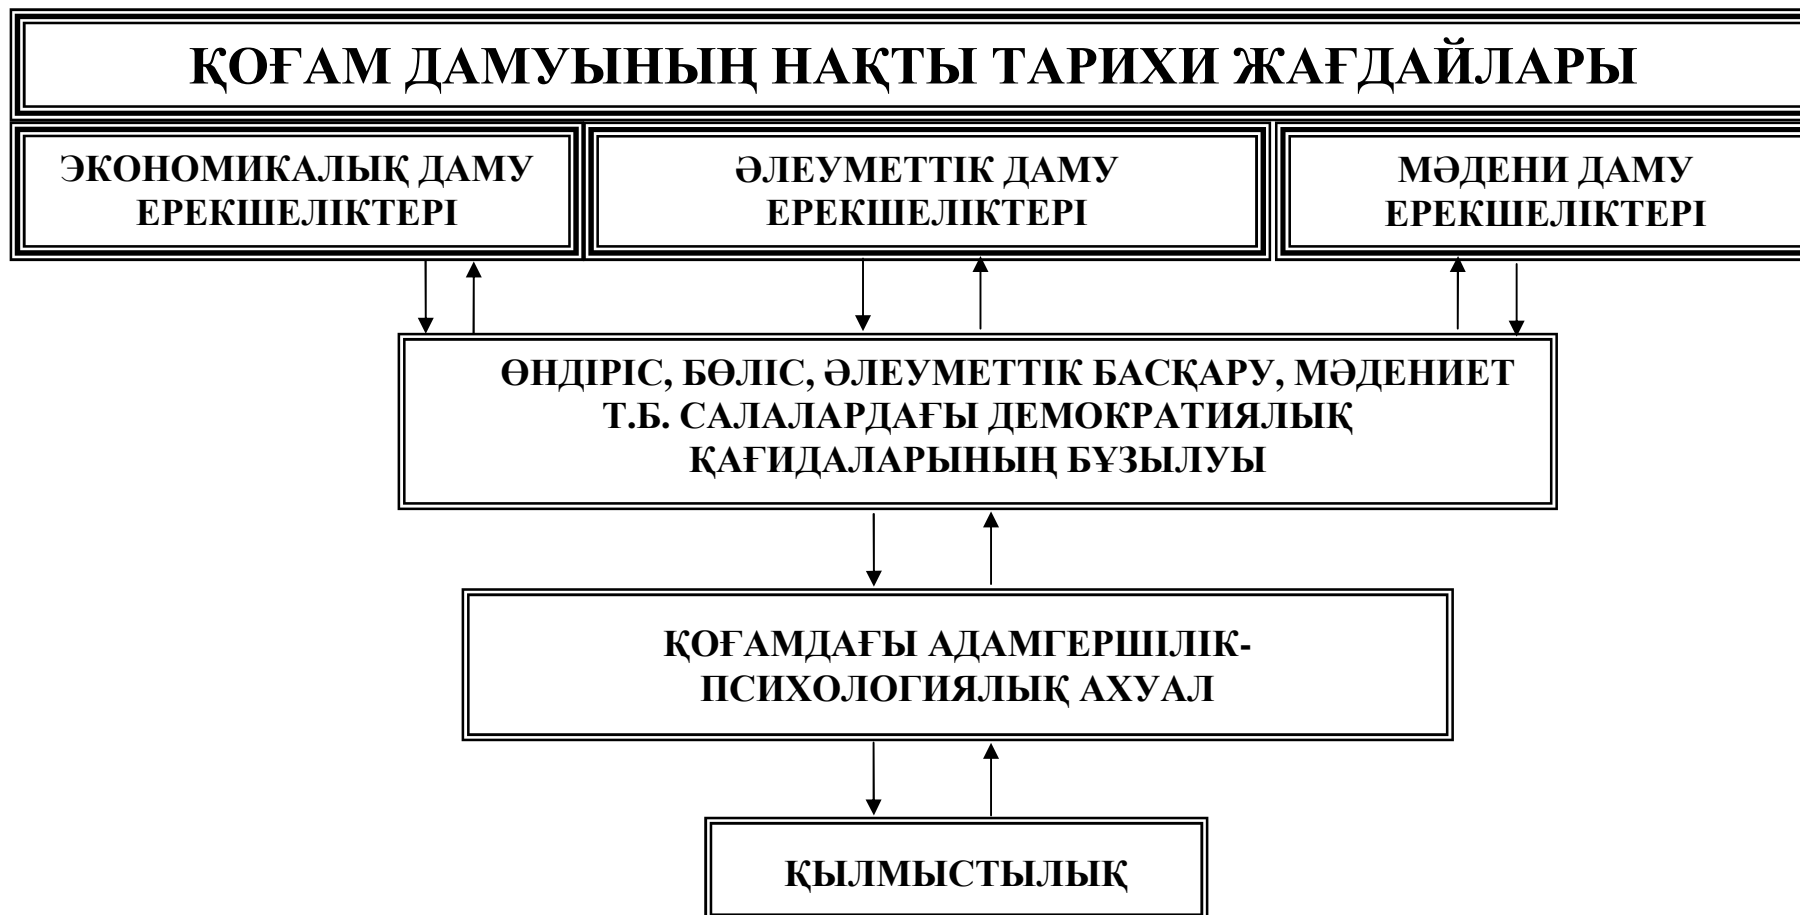 ҚОҒАМ ДАМУЫНЫҢ НАҚТЫ ТАРИХИ ЖАҒДАЙЛАРЫ
ЭКОНОМИКАЛЫҚ ДАМУ
ЕРЕКШЕЛІКТЕРІ
ӘЛЕУМЕТТІК ДАМУ
ЕРЕКШЕЛІКТЕРІ
МӘДЕНИ ДАМУ
ЕРЕКШЕЛІКТЕРІ
ӨНДІРІС, БӨЛІС, ӘЛЕУМЕТТІК БАСҚАРУ, МӘДЕНИЕТ
Т.Б. САЛАЛАРДАҒЫ ДЕМОКРАТИЯЛЫҚ
ҚАҒИДАЛАРЫНЫҢ БҰЗЫЛУЫ
ҚОҒАМДАҒЫ АДАМГЕРШІЛІК-
ПСИХОЛОГИЯЛЫҚ АХУАЛ
ҚЫЛМЫСТЫЛЫҚ